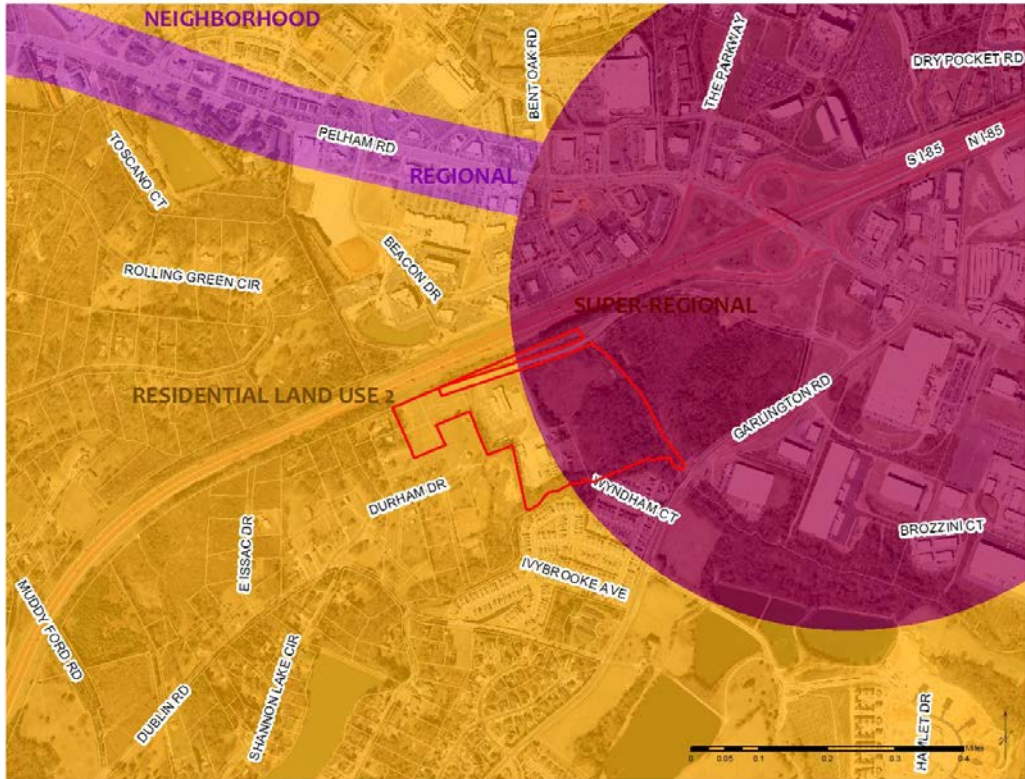 NEIGHBORHOOD
BENT OAK RD
THE PARKWAY
DRY POCKET RD
PELHAM RD
S I-85
N I-85
TOSCANO CT
REGIONAL
BEACON DR
ROLLING GREEN CIR
SUPER-REGIONAL
RESIDENTIAL LAND USE 2
GARLINGTON RD
DURHAM DR
WYNDHAM CT
BROZZINI CT
E ISSAC DR
IVYBROOKE AVE
MUDDY FORD RD
SHANNON LAKE CIR
DUBLIN RD
HAMLET DR
Miles
0 0.05 0.1 0.2 0.3 0.4